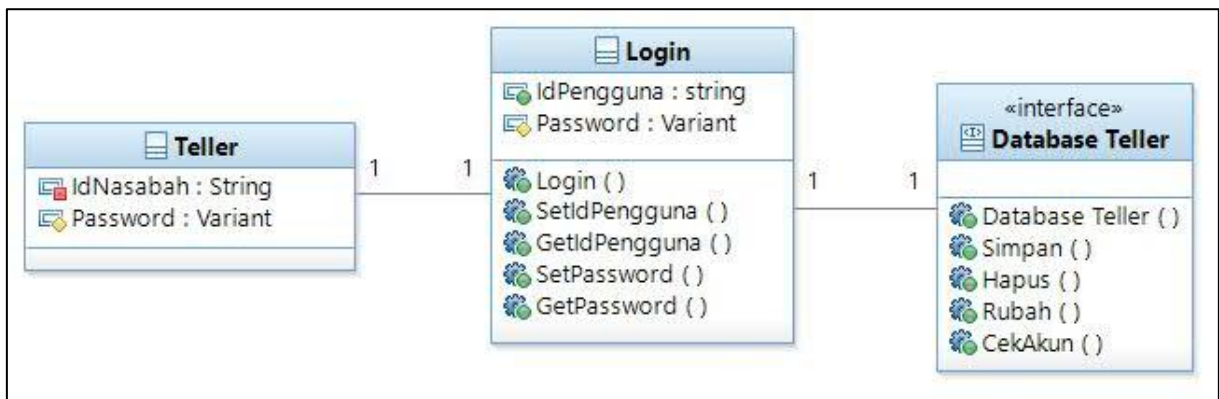 Teller
IdNasabah : String
Password : Variant
1
1
Login
IdPengguna : string
Password : Variant
Login ( )
SetIdPengguna ( )
GetIdPengguna ( )
SetPassword ( )
GetPassword ( )
1
1
«interface»
Database Teller
Database Teller ( )
Simpan ( )
Hapus ( )
Rubah ( )
CekAkun ( )